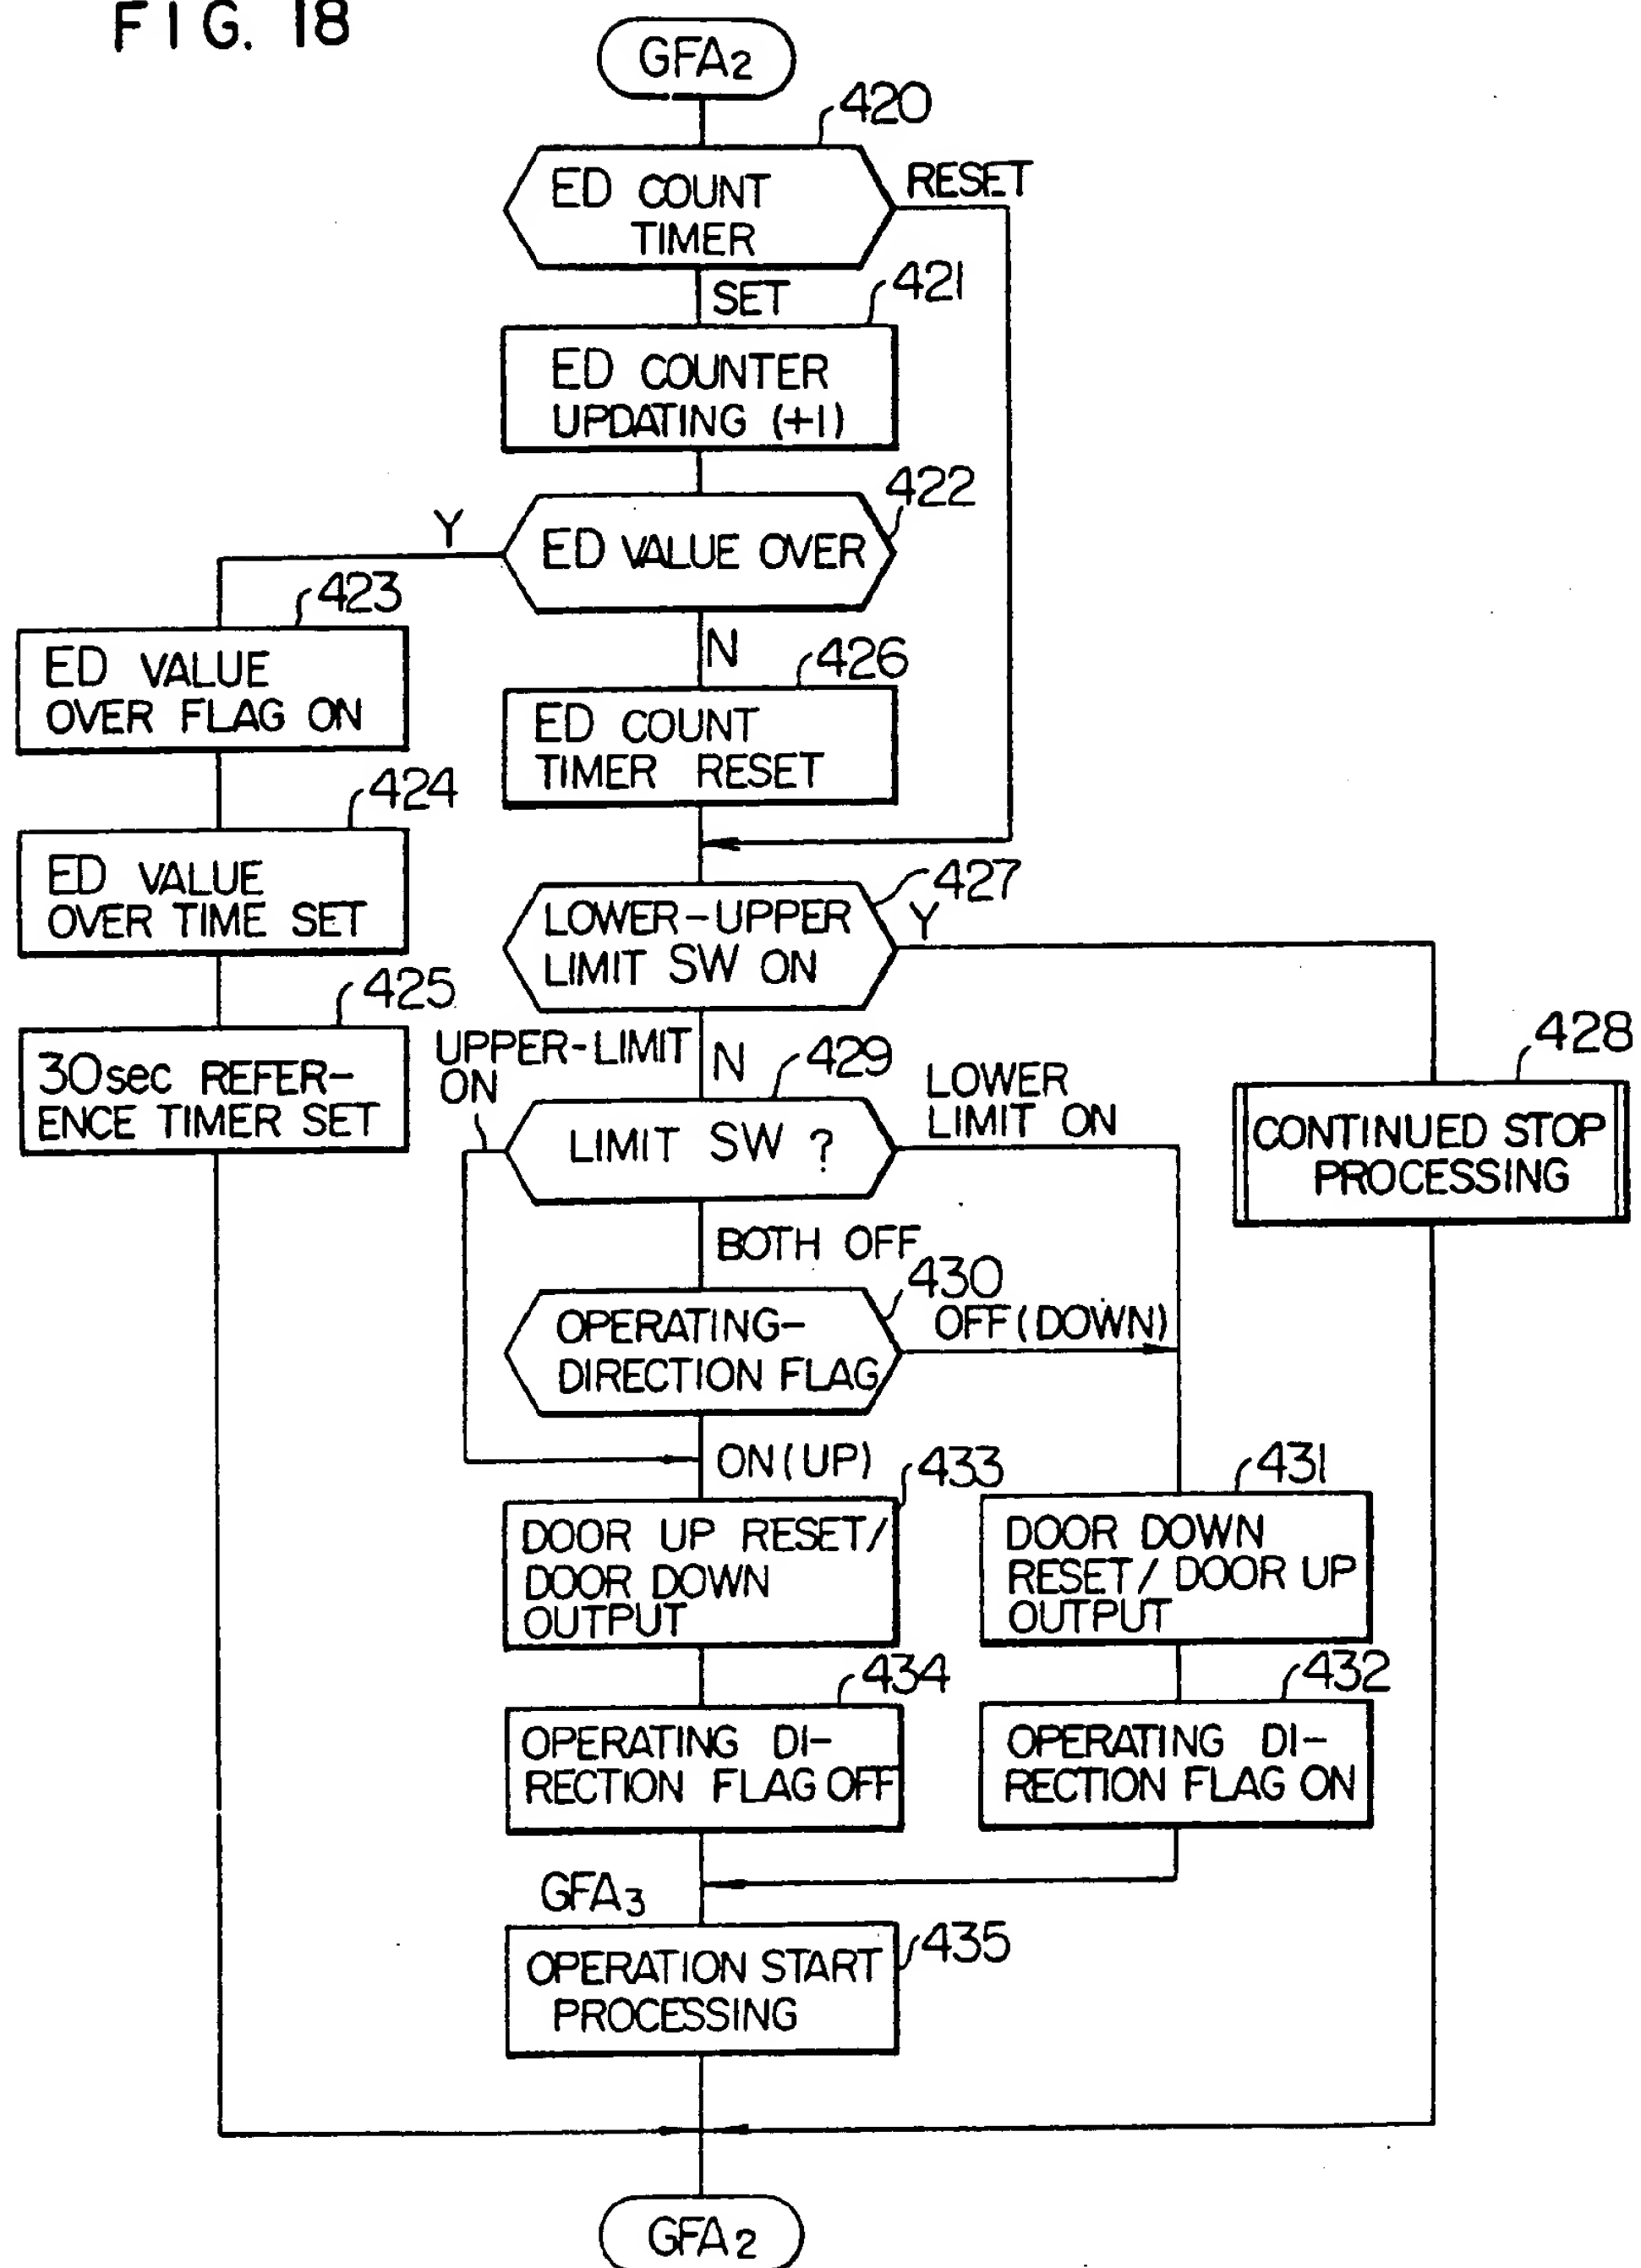 FIG. 18
GFA2
420
ED COUNT
TIMER
RESET
SET
421
ED COUNTER
UPDATING (+1)
422
ED VALUE OVER
Y
423
ED VALUE
OVER FLAG ON
N
426
ED COUNT
TIMER RESET
424
ED VALUE
OVER TIME SET
427
LOWER-UPPER
LIMIT SW ON
Y
425
30sec REFER-
ENCE TIMER SET
UPPER-LIMIT
ON
N
429
LIMIT SW ?
LOWER
LIMIT ON
428
CONTINUED STOP
PROCESSING
BOTH OFF
430
OPERATING-
DIRECTION FLAG
OFF (DOWN)
ON (UP)
433
DOOR UP RESET/
DOOR DOWN
OUTPUT
431
DOOR DOWN
RESET/DOOR UP
OUTPUT
434
OPERATING DI-
RECTION FLAG OFF
432
OPERATING DI-
RECTION FLAG ON
GFA3
435
OPERATION START
PROCESSING
GFA2